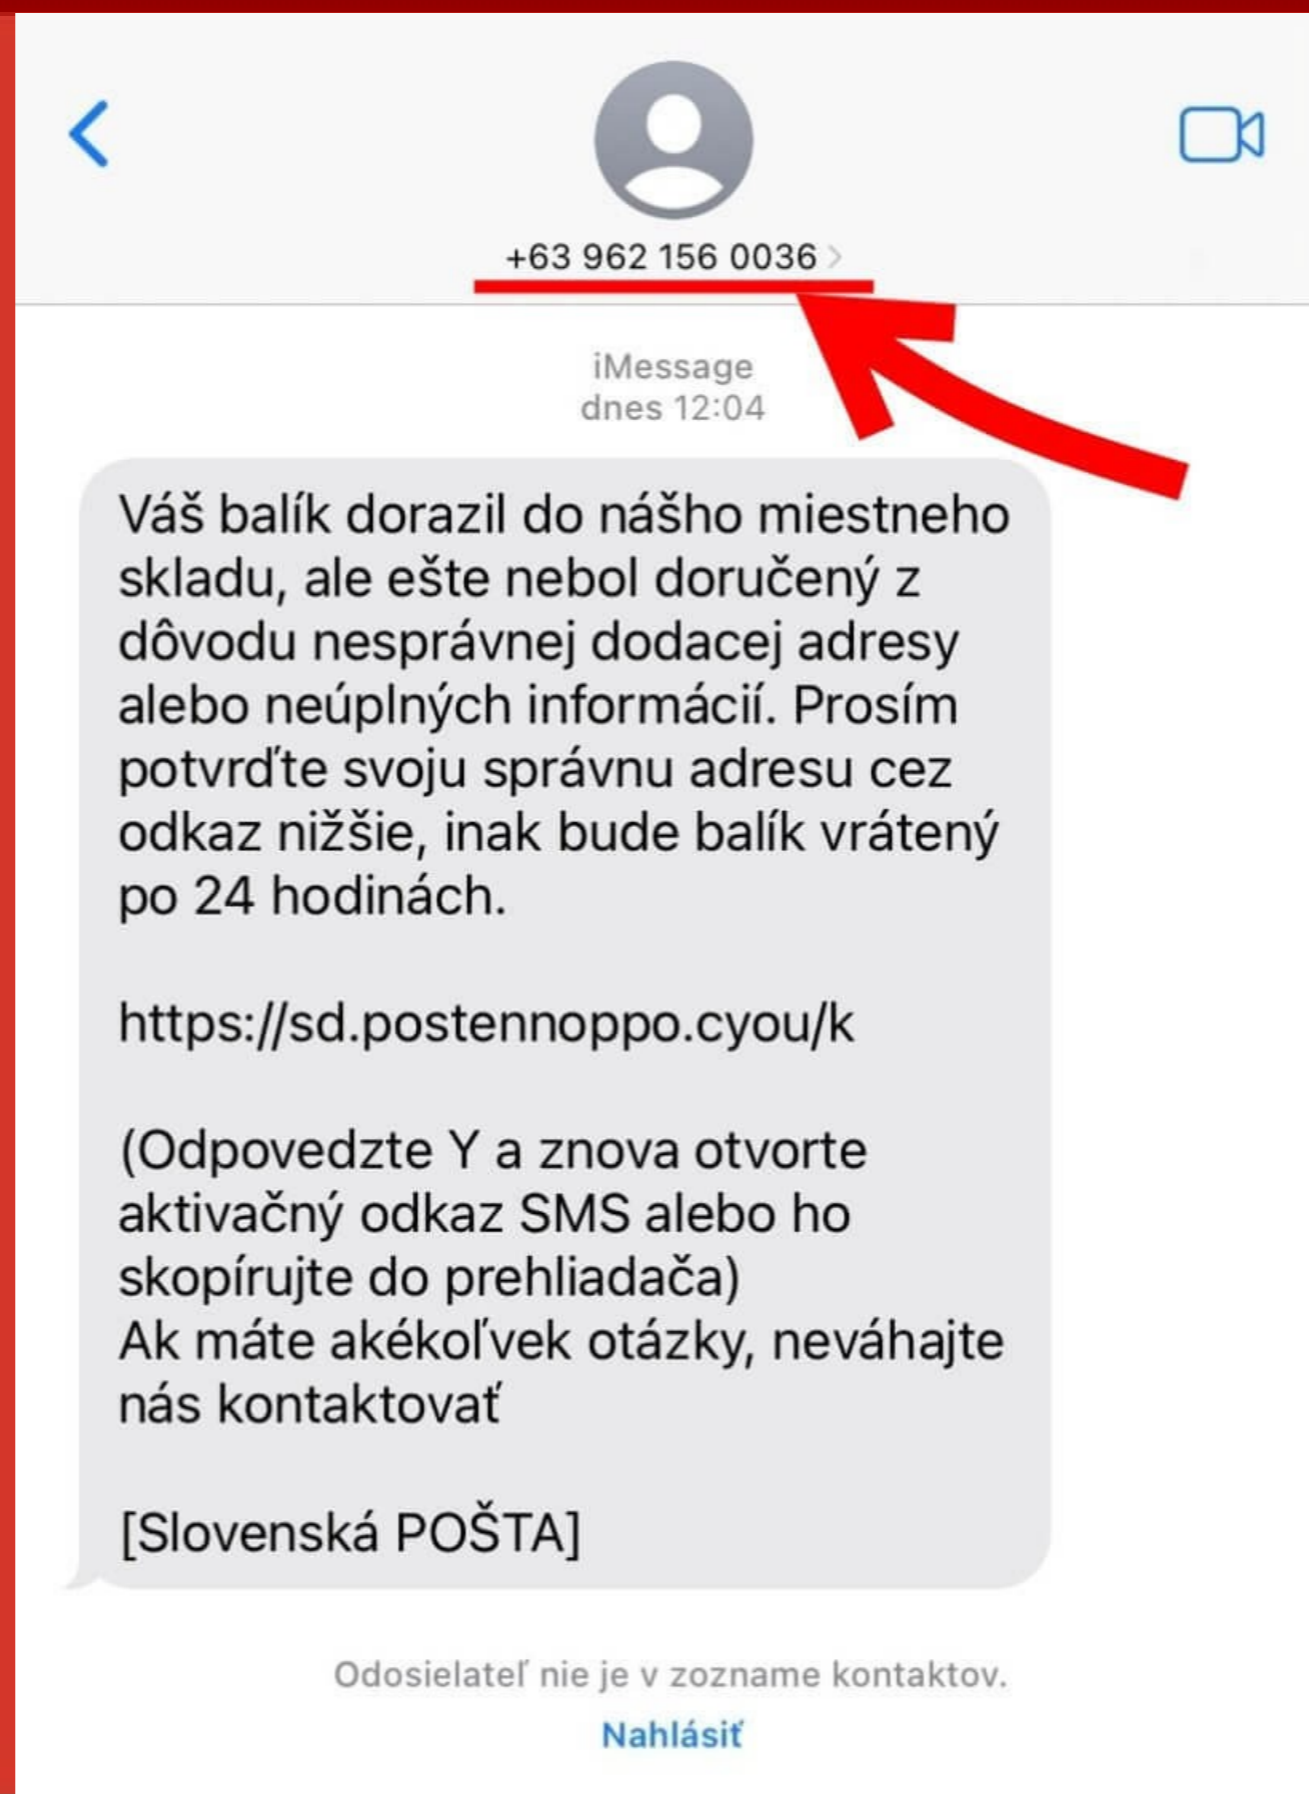 +63 962 156 0036
iMessage
dnes 12:04
Váš balík dorazil do nášho miestneho
skladu, ale ešte nebol doručený z
dôvodu nesprávnej dodacej adresy
alebo neúplných informácií. Prosím
potvrďte svoju správnu adresu cez
odkaz nižšie, inak bude balík vrátený
po 24 hodinách.
https://sd.postennoppo.cyou/k
(Odpovedzte Y a znova otvorte
aktivačný odkaz SMS alebo ho
skopírujte do prehliadača)
Ak máte akékoľvek otázky, neváhajte
nás kontaktovať
[Slovenská POŠTA]
Odosielateľ nie je v zozname kontaktov.
Nahlásiť